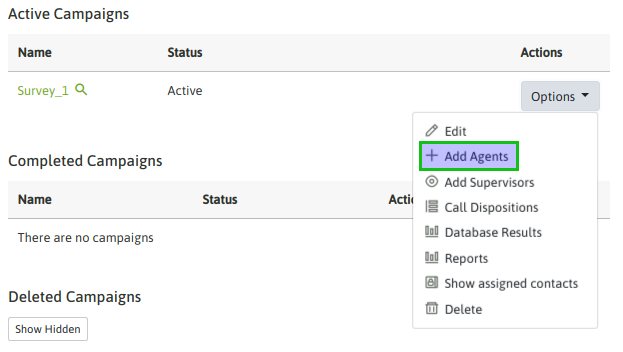 Active Campaigns
Name Status Actions
Survey_1 Active Options
Edit
Add Agents
Add Supervisors
Call Dispositions
Database Results
Reports
Show assigned contacts
Delete
Completed Campaigns
Name Status Actio
There are no campaigns
Deleted Campaigns
Show Hidden